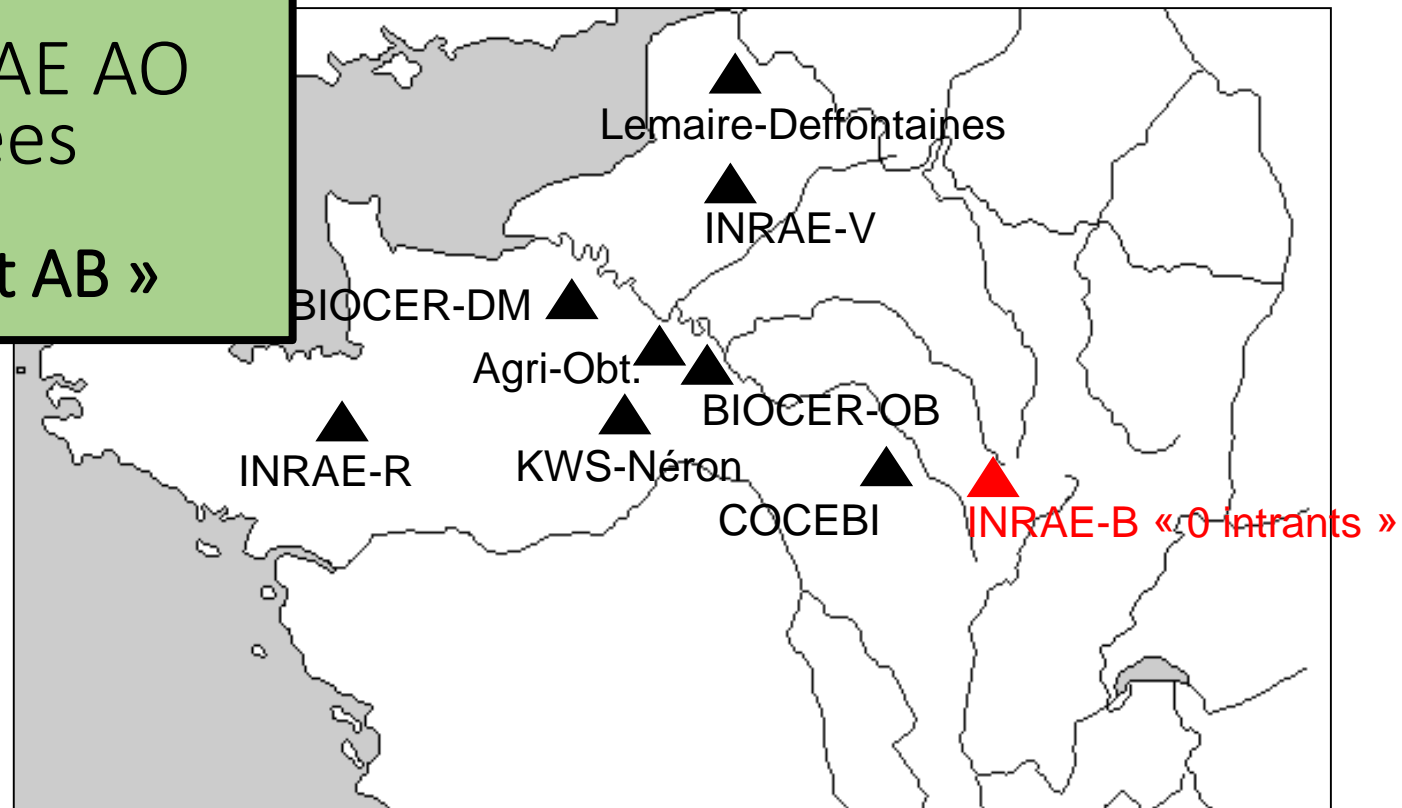 AE AO
ees
t AB »
Lemaire-Deffontaines
INRAE-V
BIOCER-DM
Agri-Obt.
BIOCER-OB
INRAE-R
KWS-Néron
COCEBI
INRAE-B « 0 intrants »